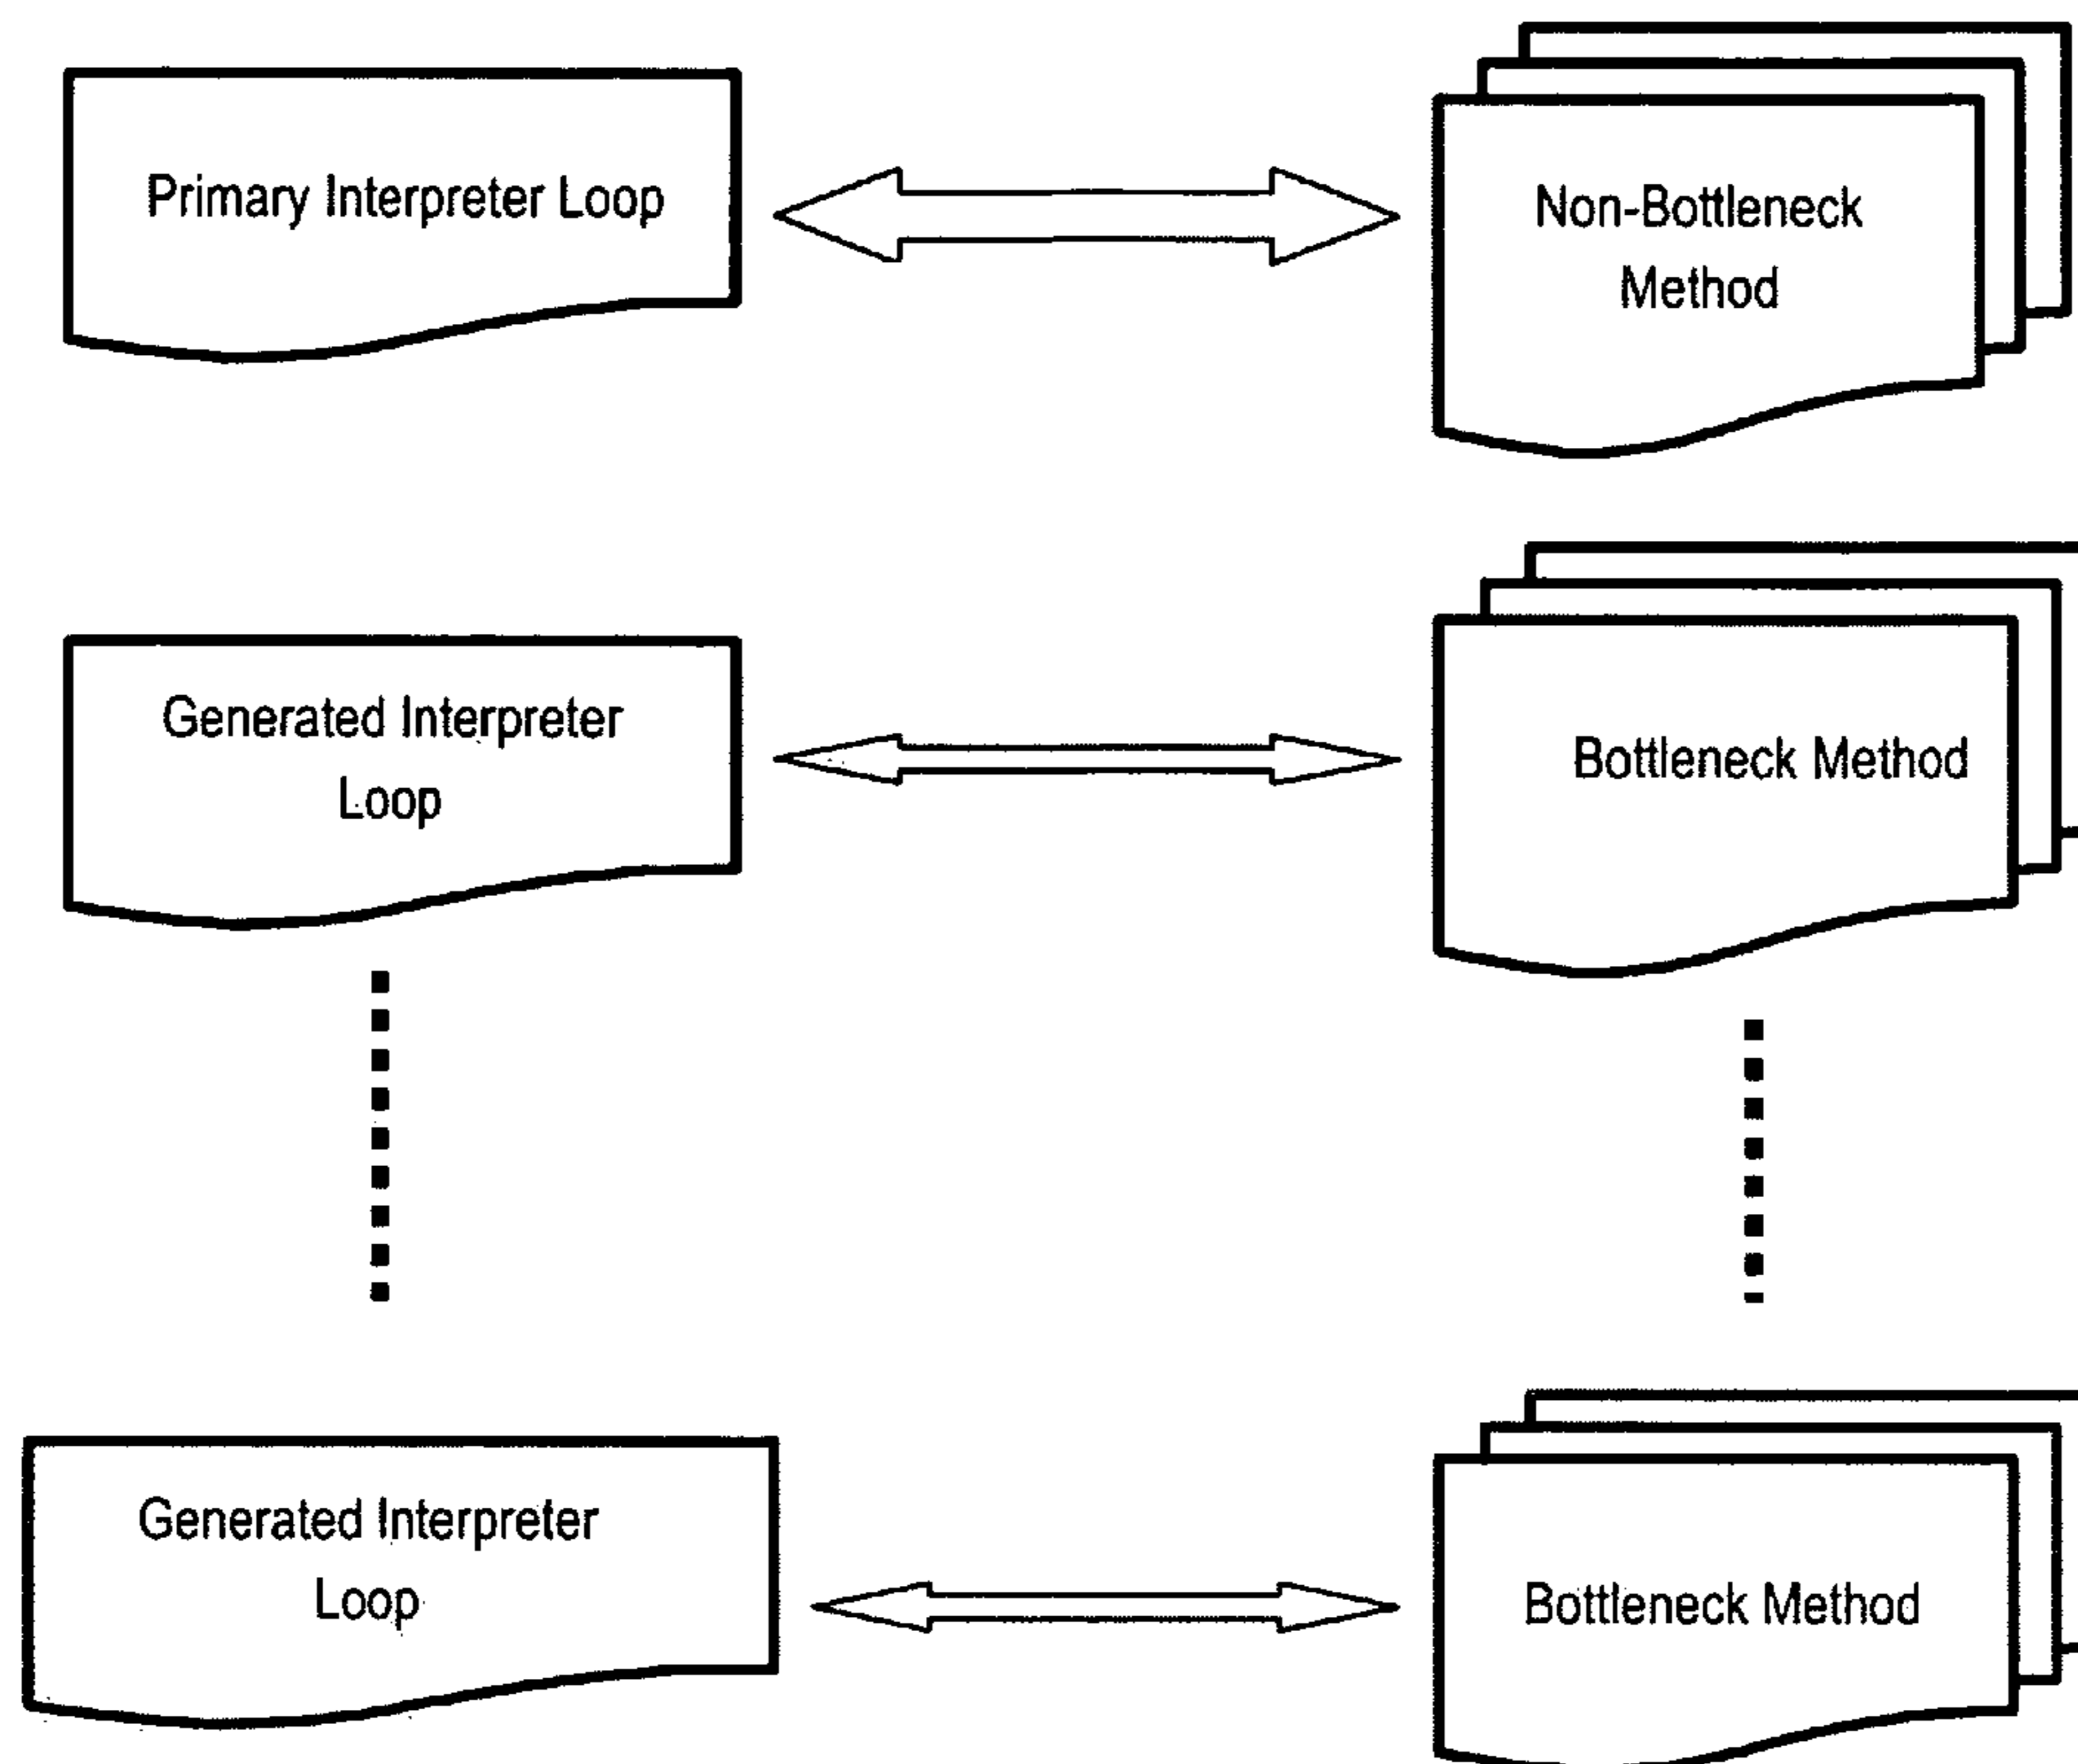 Primary Interpreter Loop
Non-Bottleneck
Method
Generated Interpreter
Loop
Bottleneck Method
Generated Interpreter
Loop
Bottleneck Method